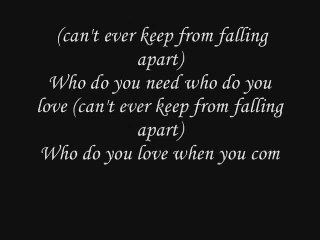 (can't ever keep from falling
apart)
Who do you need who do you
love (can't ever keep from falling
apart)
Who do you love when you com